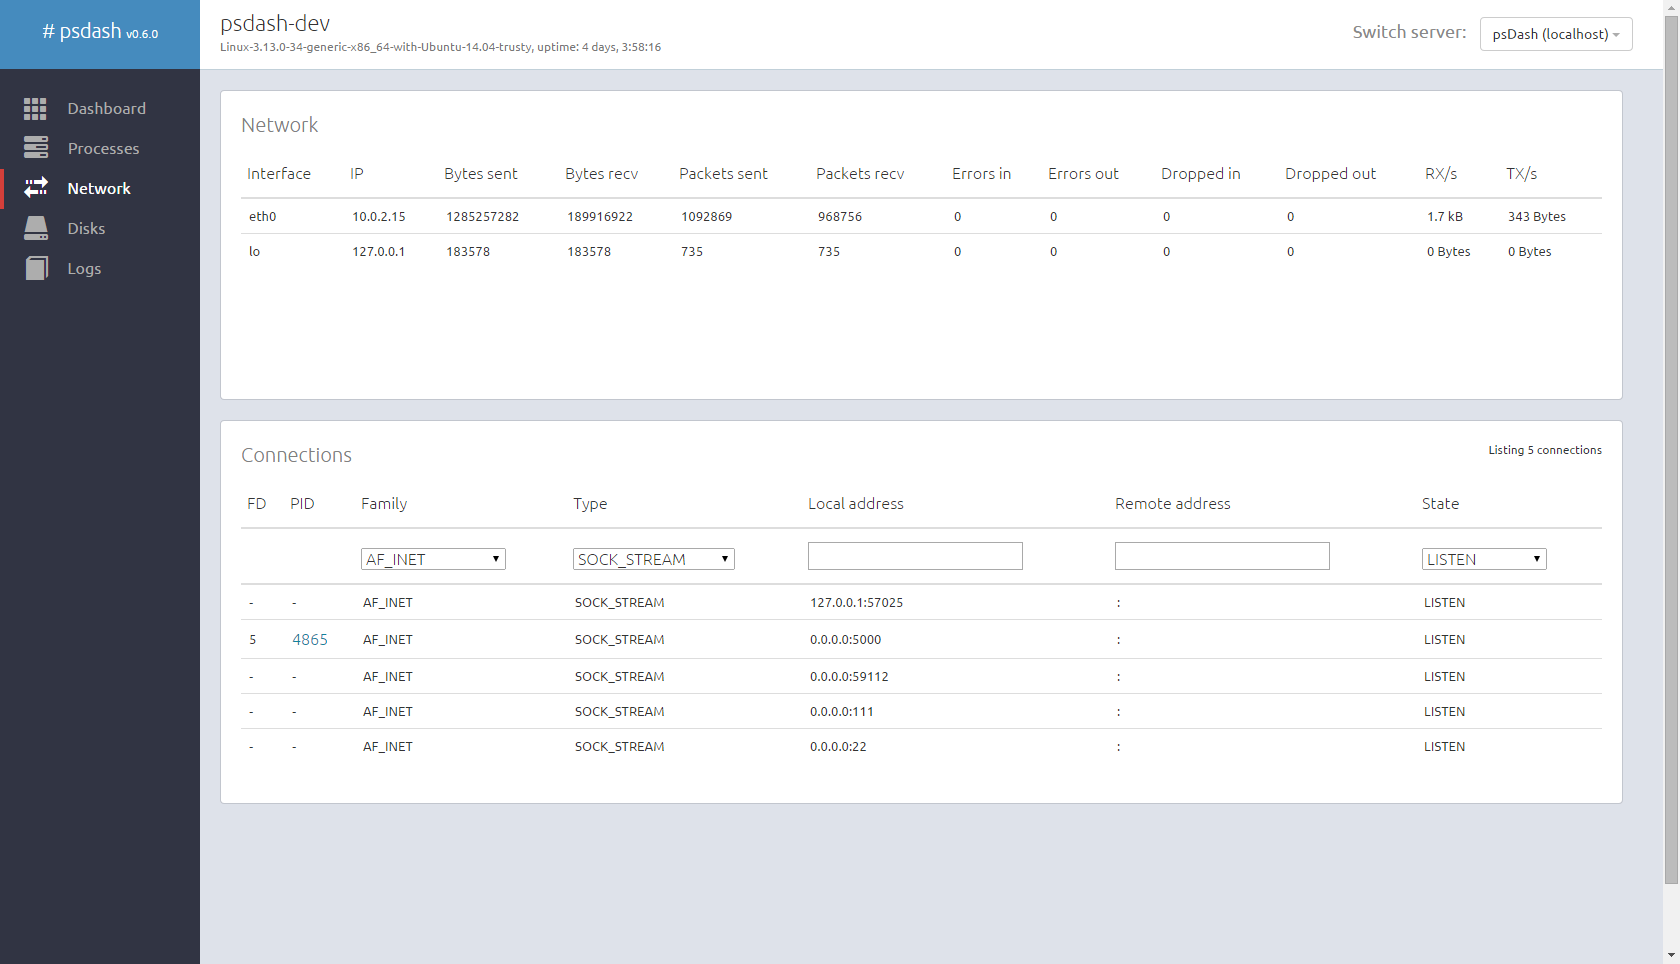 # psdash v0.6.0
psdash-dev
Linux-3.13.0-34-generic-x86_64-with-Ubuntu-14.04-trusty, uptime: 4 days, 3:58:16
Switch server: psDash (localhost)
Dashboard
Processes
Network
Disks
Logs
Network
Interface IP Bytes sent Bytes recv Packets sent Packets recv Errors in Errors out Dropped in Dropped out RX/s TX/s
eth0 10.0.2.15 1285257282 189916922 1092869 968756 0 0 0 0 1.7 kB 343 Bytes
lo 127.0.0.1 183578 183578 735 735 0 0 0 0 0 Bytes 0 Bytes
Connections
Listing 5 connections
FD PID Family Type Local address Remote address State
AF_INET SOCK_STREAM LISTEN
- - AF_INET SOCK_STREAM 127.0.0.1:57025 : LISTEN
5 4865 AF_INET SOCK_STREAM 0.0.0.0:5000 : LISTEN
- - AF_INET SOCK_STREAM 0.0.0.0:59112 : LISTEN
- - AF_INET SOCK_STREAM 0.0.0.0:111 : LISTEN
- - AF_INET SOCK_STREAM 0.0.0.0:22 : LISTEN